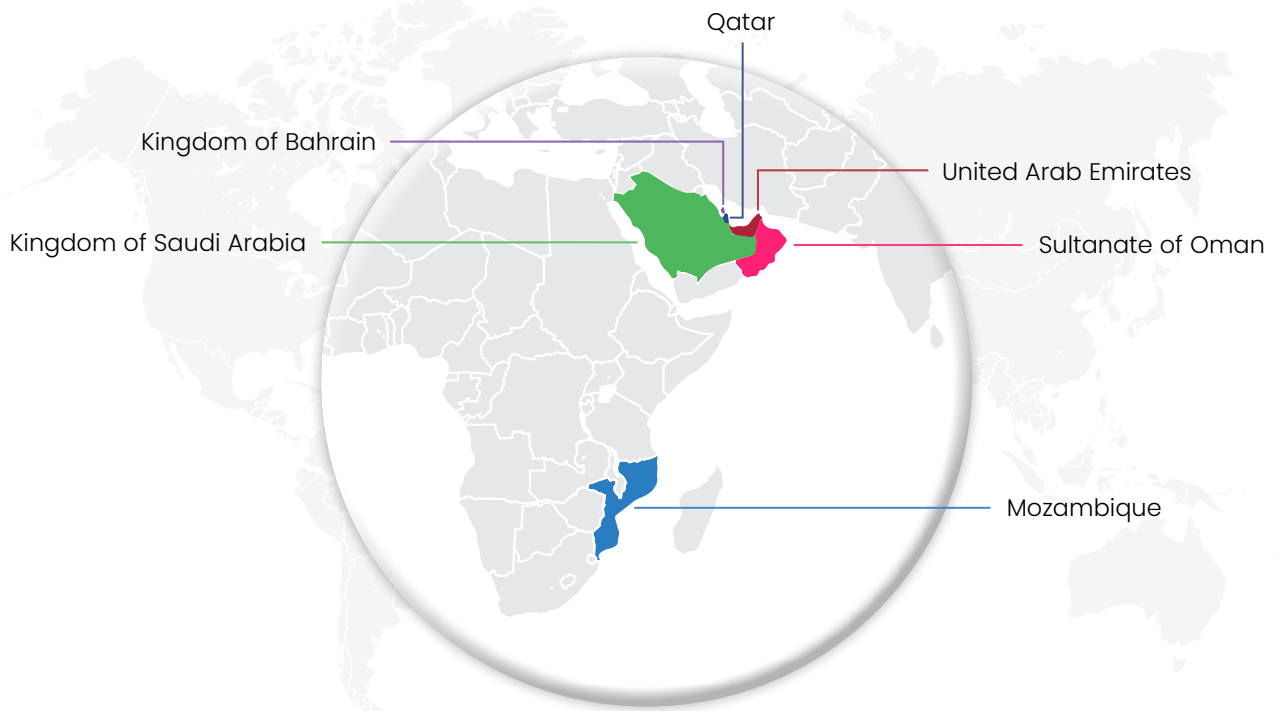 Qatar
Kingdom of Bahrain
United Arab Emirates
Kingdom of Saudi Arabia
Sultanate of Oman
Mozambique